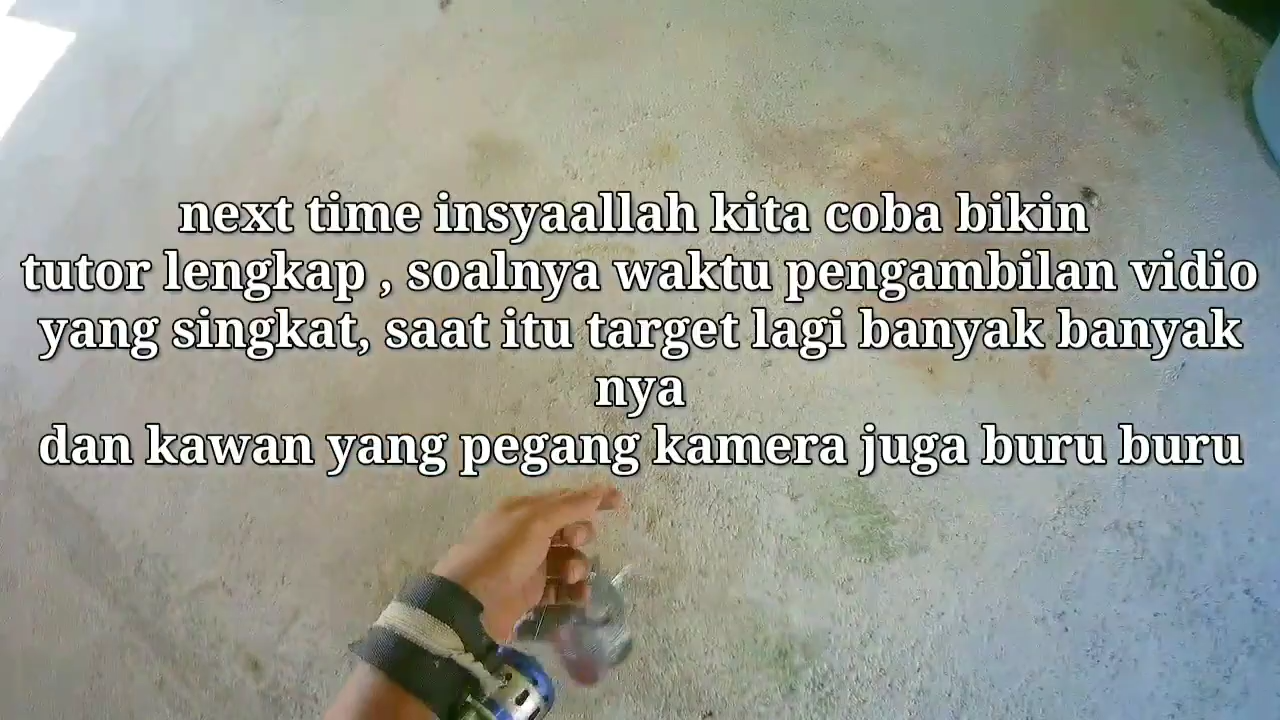 next time insyaallah kita coba bikin
tutor lengkap , soalnya waktu pengambilan vidio
yang singkat, saat itu target lagi banyak banyak
nya
dan kawan yang pegang kamera juga buru buru